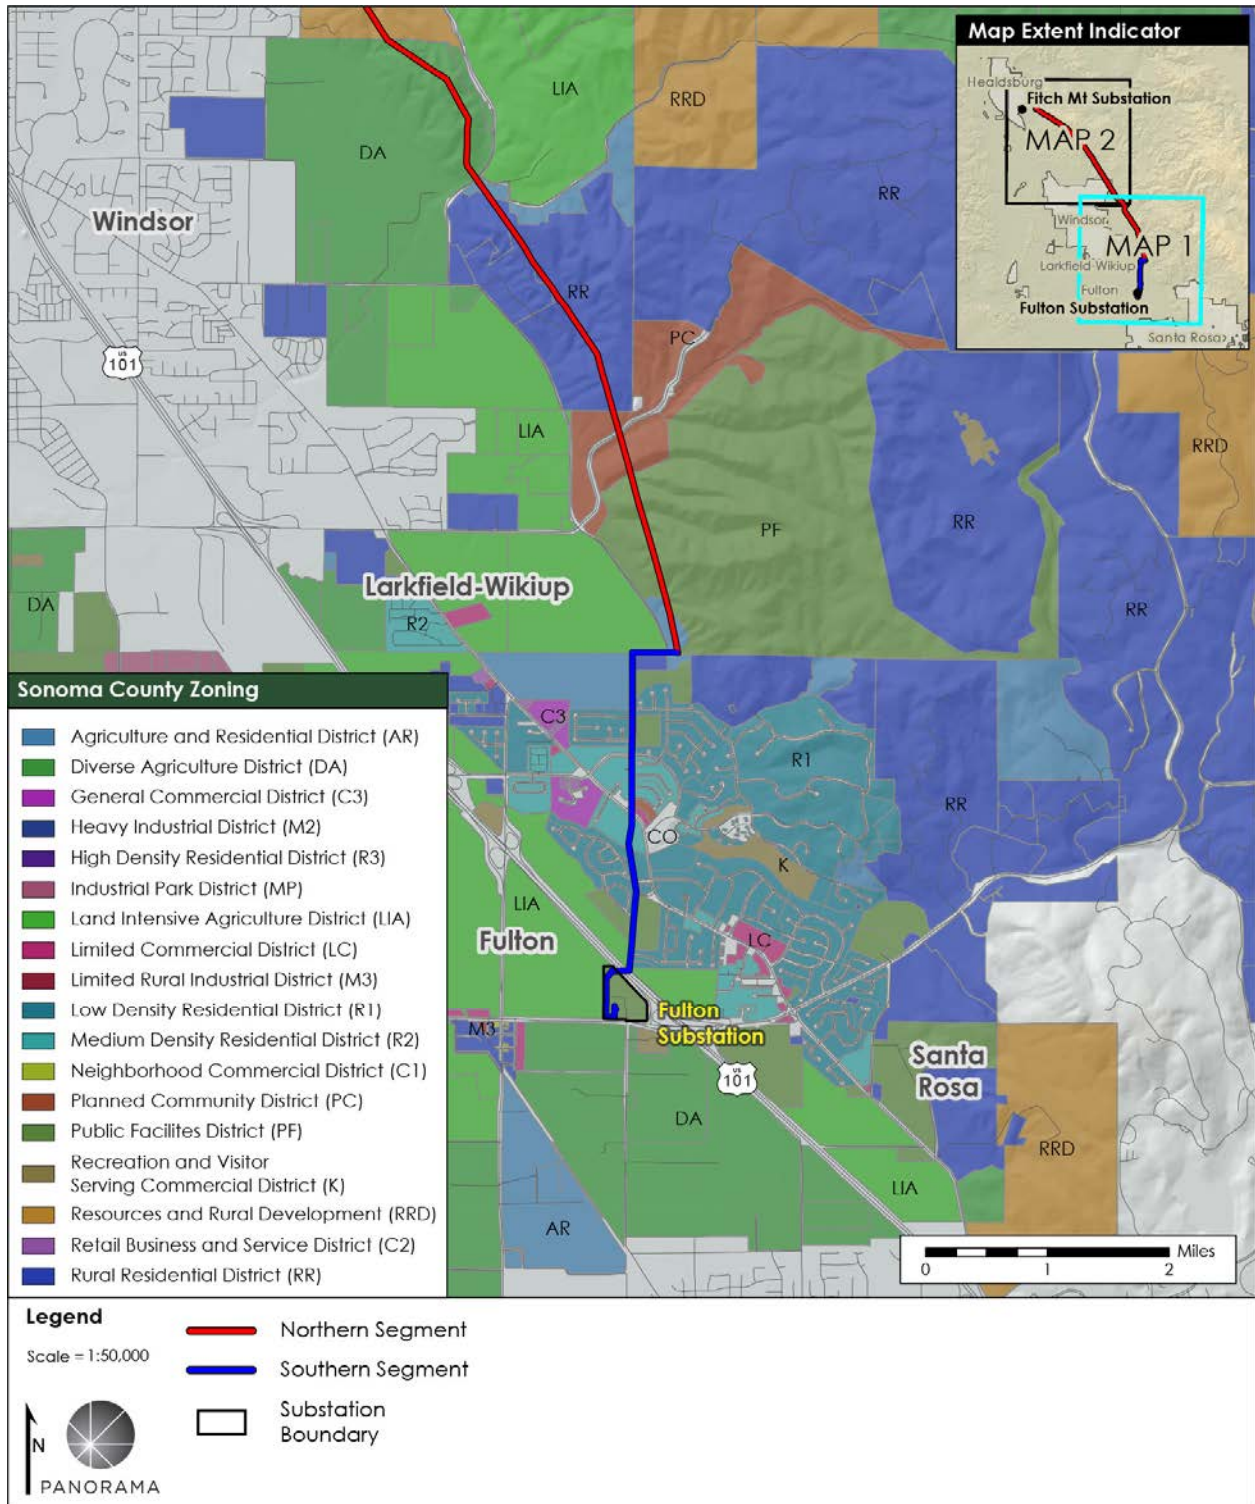 Map Extent Indicator
Healdsburg
Fitch Mt Substation
MAP 2
Windsor
MAP 1
Larkfield-Wikiup
Fulton
Fulton Substation
Santa Rosa
LIA
RRD
DA
RR
Windsor
RR
PC
US
101
LIA
RRD
RR
PF
Larkfield-Wikiup
DA
R2
RR
C3
R1
RR
CO
K
LIA
Fulton
LC
Fulton
Substation
M3
Santa
Rosa
US
101
DA
RRD
LIA
AR
Sonoma County Zoning
Agriculture and Residential District (AR)
Diverse Agriculture District (DA)
General Commercial District (C3)
Heavy Industrial District (M2)
High Density Residential District (R3)
Industrial Park District (MP)
Land Intensive Agriculture District (LIA)
Limited Commercial District (LC)
Limited Rural Industrial District (M3)
Low Density Residential District (R1)
Medium Density Residential District (R2)
Neighborhood Commercial District (C1)
Planned Community District (PC)
Public Facilites District (PF)
Recreation and Visitor
Serving Commercial District (K)
Resources and Rural Development (RRD)
Retail Business and Service District (C2)
Rural Residential District (RR)
Miles
0 1 2
Legend
Scale = 1:50,000
Northern Segment
Southern Segment
Substation
Boundary
N
PANORAMA